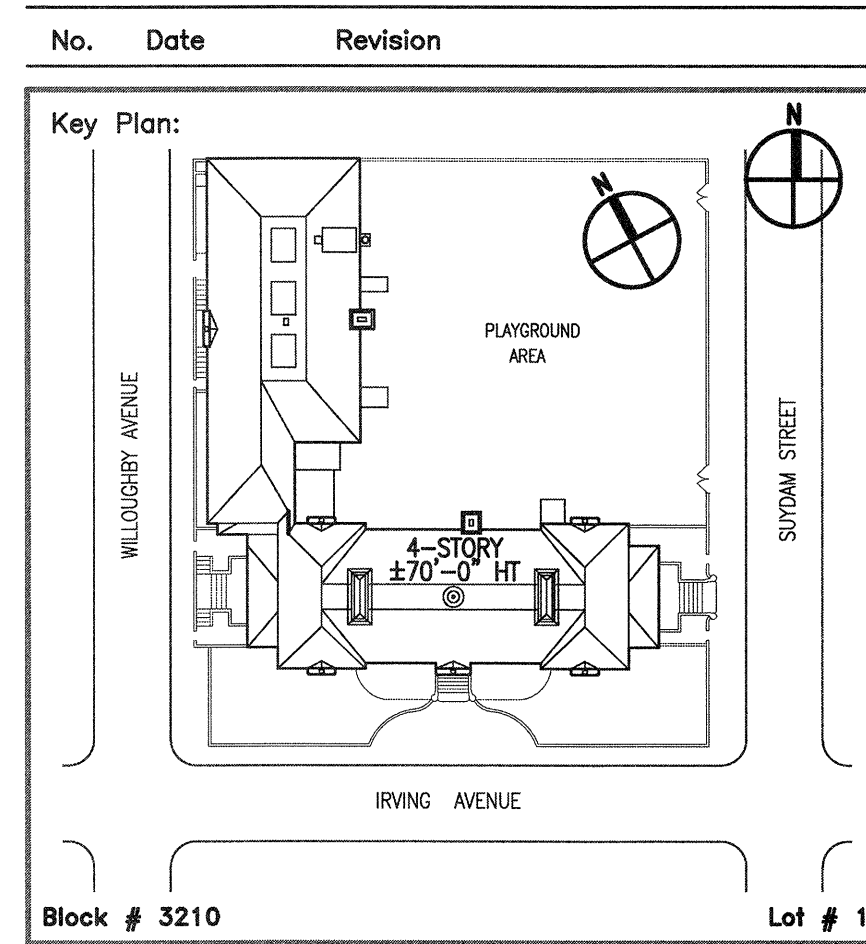 No. Date Revision
Key Plan:
N
N
PLAYGROUND
AREA
WILLOUGHBY AVENUE
SUYDAM STREET
4-STORY
±70'-0" HT
IRVING AVENUE
Block # 3210
Lot # 1